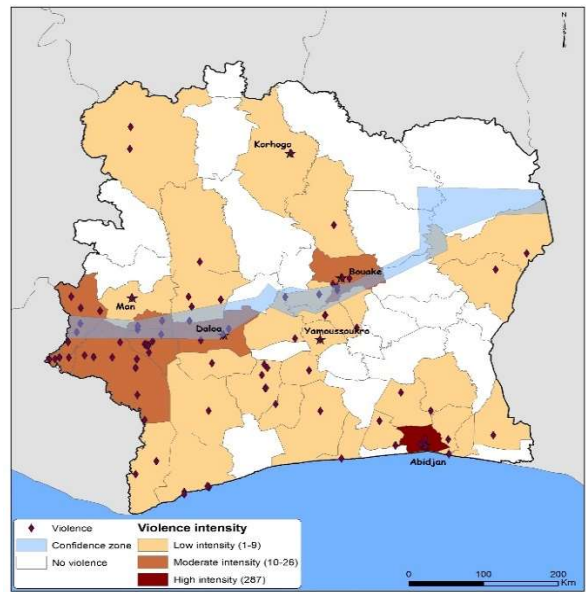 N
Korhogo
Bouake
Man
Daloa
Yamoussoukro
Abidjan
Violence
Confidence zone
No violence
Violence intensity
Low intensity (1-9)
Moderate intensity (10-26)
High intensity (287)
Km
0 50 100 200